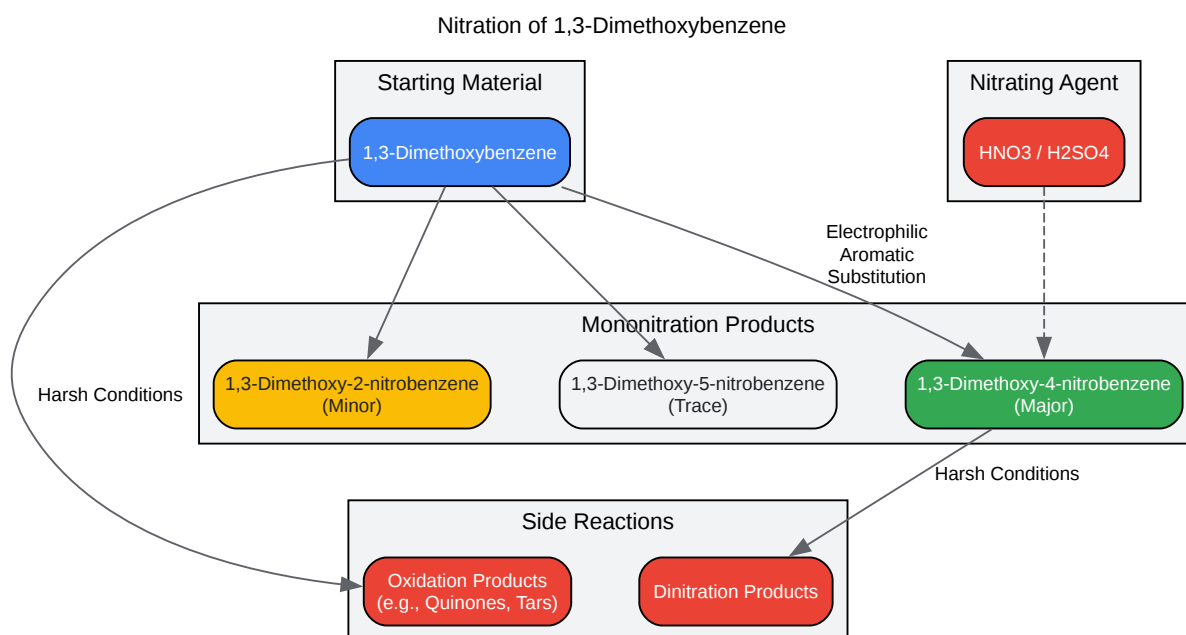 Nitration of 1,3-Dimethoxybenzene
Starting Material
1,3-Dimethoxybenzene
Nitrating Agent
HNO3 / H2SO4
Electrophilic
Aromatic
Substitution
Mononitration Products
1,3-Dimethoxy-2-nitrobenzene
(Minor)
1,3-Dimethoxy-5-nitrobenzene
(Trace)
1,3-Dimethoxy-4-nitrobenzene
(Major)
Harsh Conditions
Harsh Conditions
Side Reactions
Oxidation Products
(e.g., Quinones, Tars)
Dinitration Products